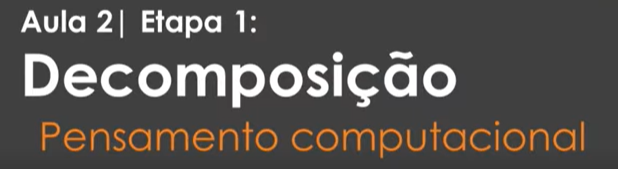 Aula 2| Etapa 1:
Decomposição
Pensamento computacional